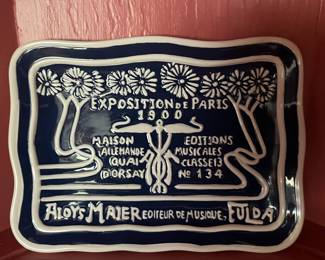 EXPOSITION DE PARIS
1900
MAISON EDITIONS
ALLEMANDE MUSICALES
(QUAI CLASSE 13
D'ORSAY) No 134
ALOŸS MAIER EDITEUR DE MUSIQUE, FULDA